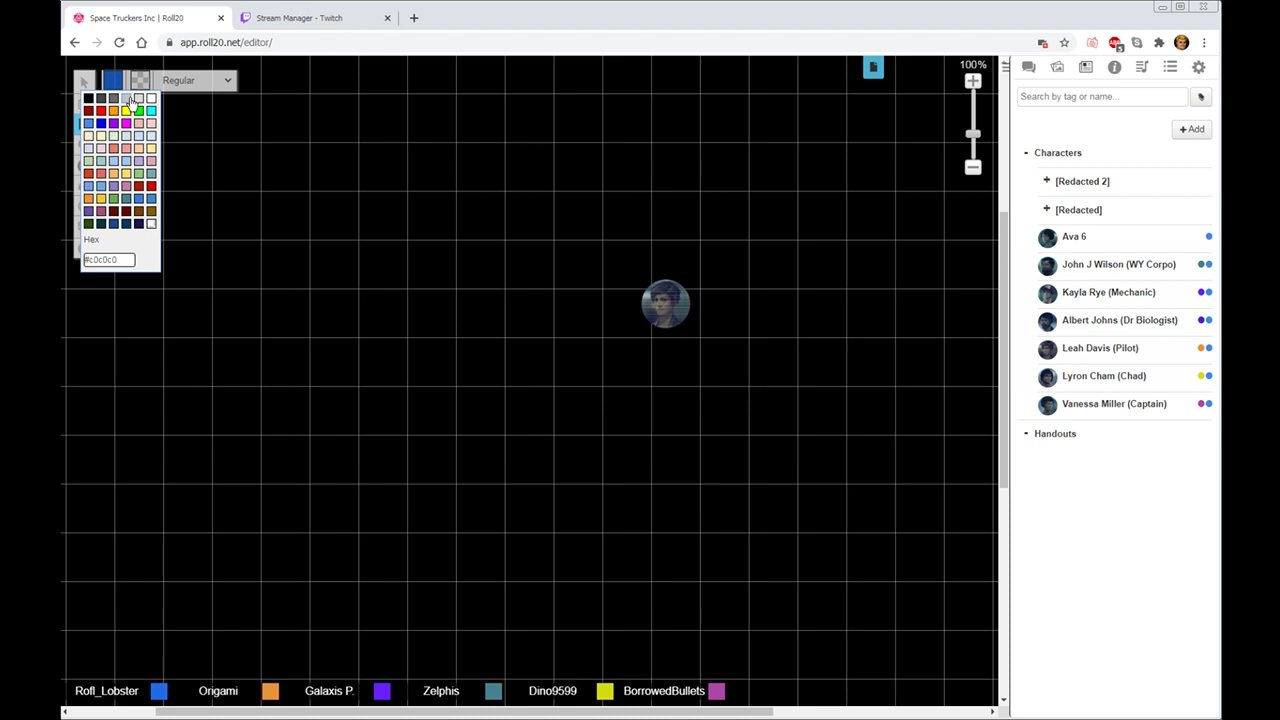 Space Truckers Inc | Roll20
Stream Manager - Twitch
app.roll20.net/editor/
Regular
100%
Search by tag or name...
+ Add
Characters
[Redacted 2]
[Redacted]
Ava 6
John J Wilson (WY Corpo)
Kayla Rye (Mechanic)
Albert Johns (Dr Biologist)
Leah Davis (Pilot)
Lyron Cham (Chad)
Vanessa Miller (Captain)
Handouts
Hex
#c0c0c0
Rofl_Lobster Origami Galaxis P. Zelphis Dino9599 BorrowedBullets